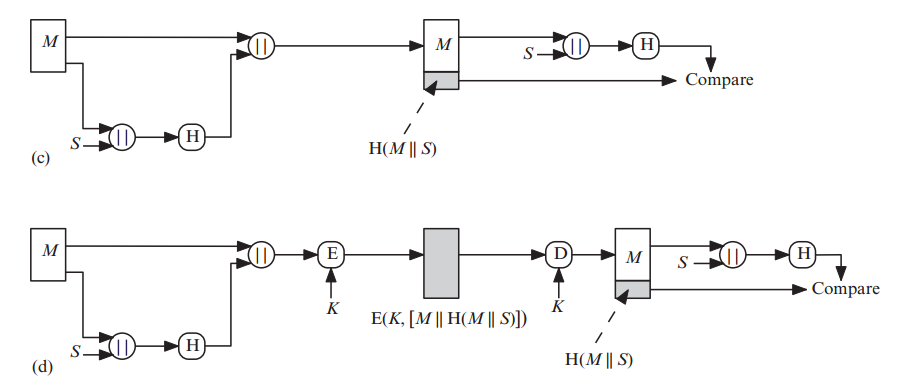 M || M || H
S
Compare
S || H
H(M || S)
(c)
M || E D M || H
S
K K Compare
E(K, [M || H(M || S)])
S || H
H(M || S)
(d)